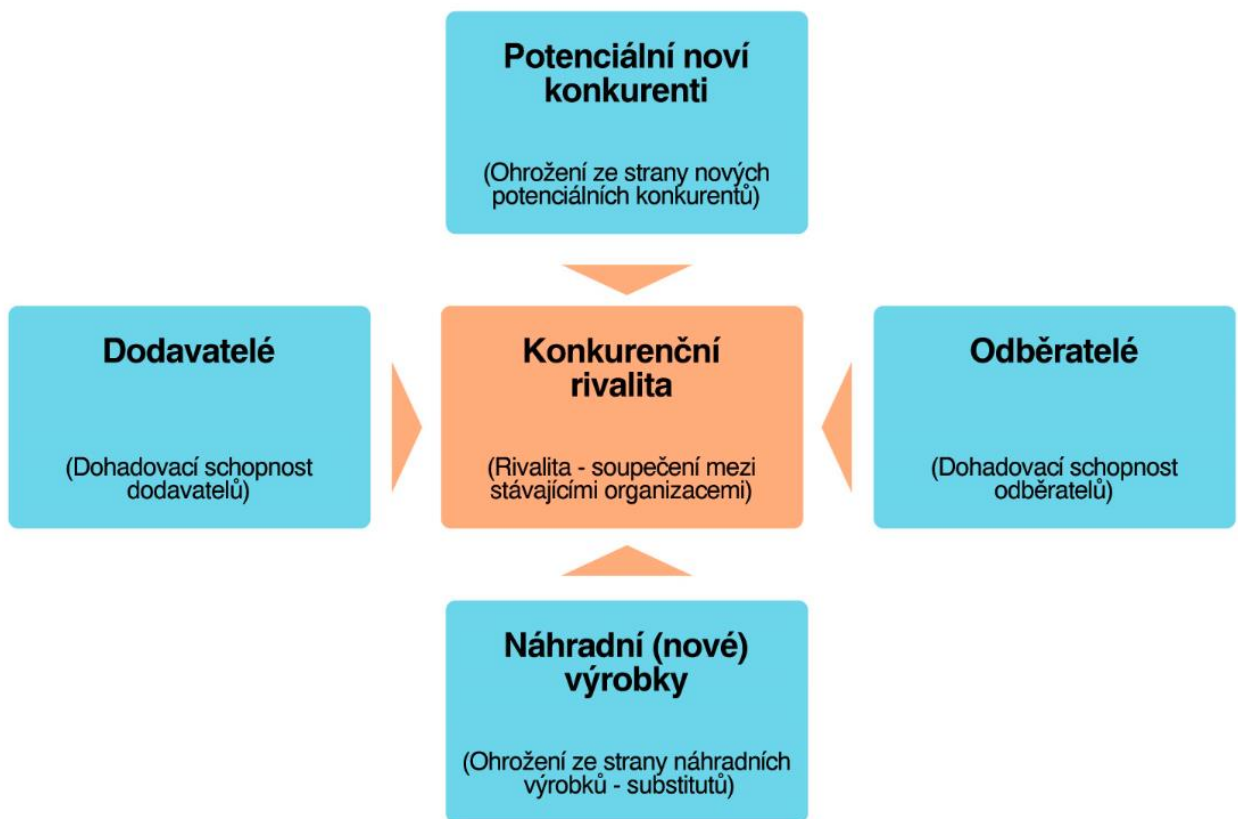 Potenciální noví
konkurenti
(Ohrožení ze strany nových
potenciálních konkurentů)
Dodavatelé
(Dohadovací schopnost
dodavatelů)
Konkurenční
rivalita
(Rivalita - soupečení mezi
stávajícími organizacemi)
Odběratelé
(Dohadovací schopnost
odběratelů)
Náhradní (nové)
výrobky
(Ohrožení ze strany náhradních
výrobků - substitutů)